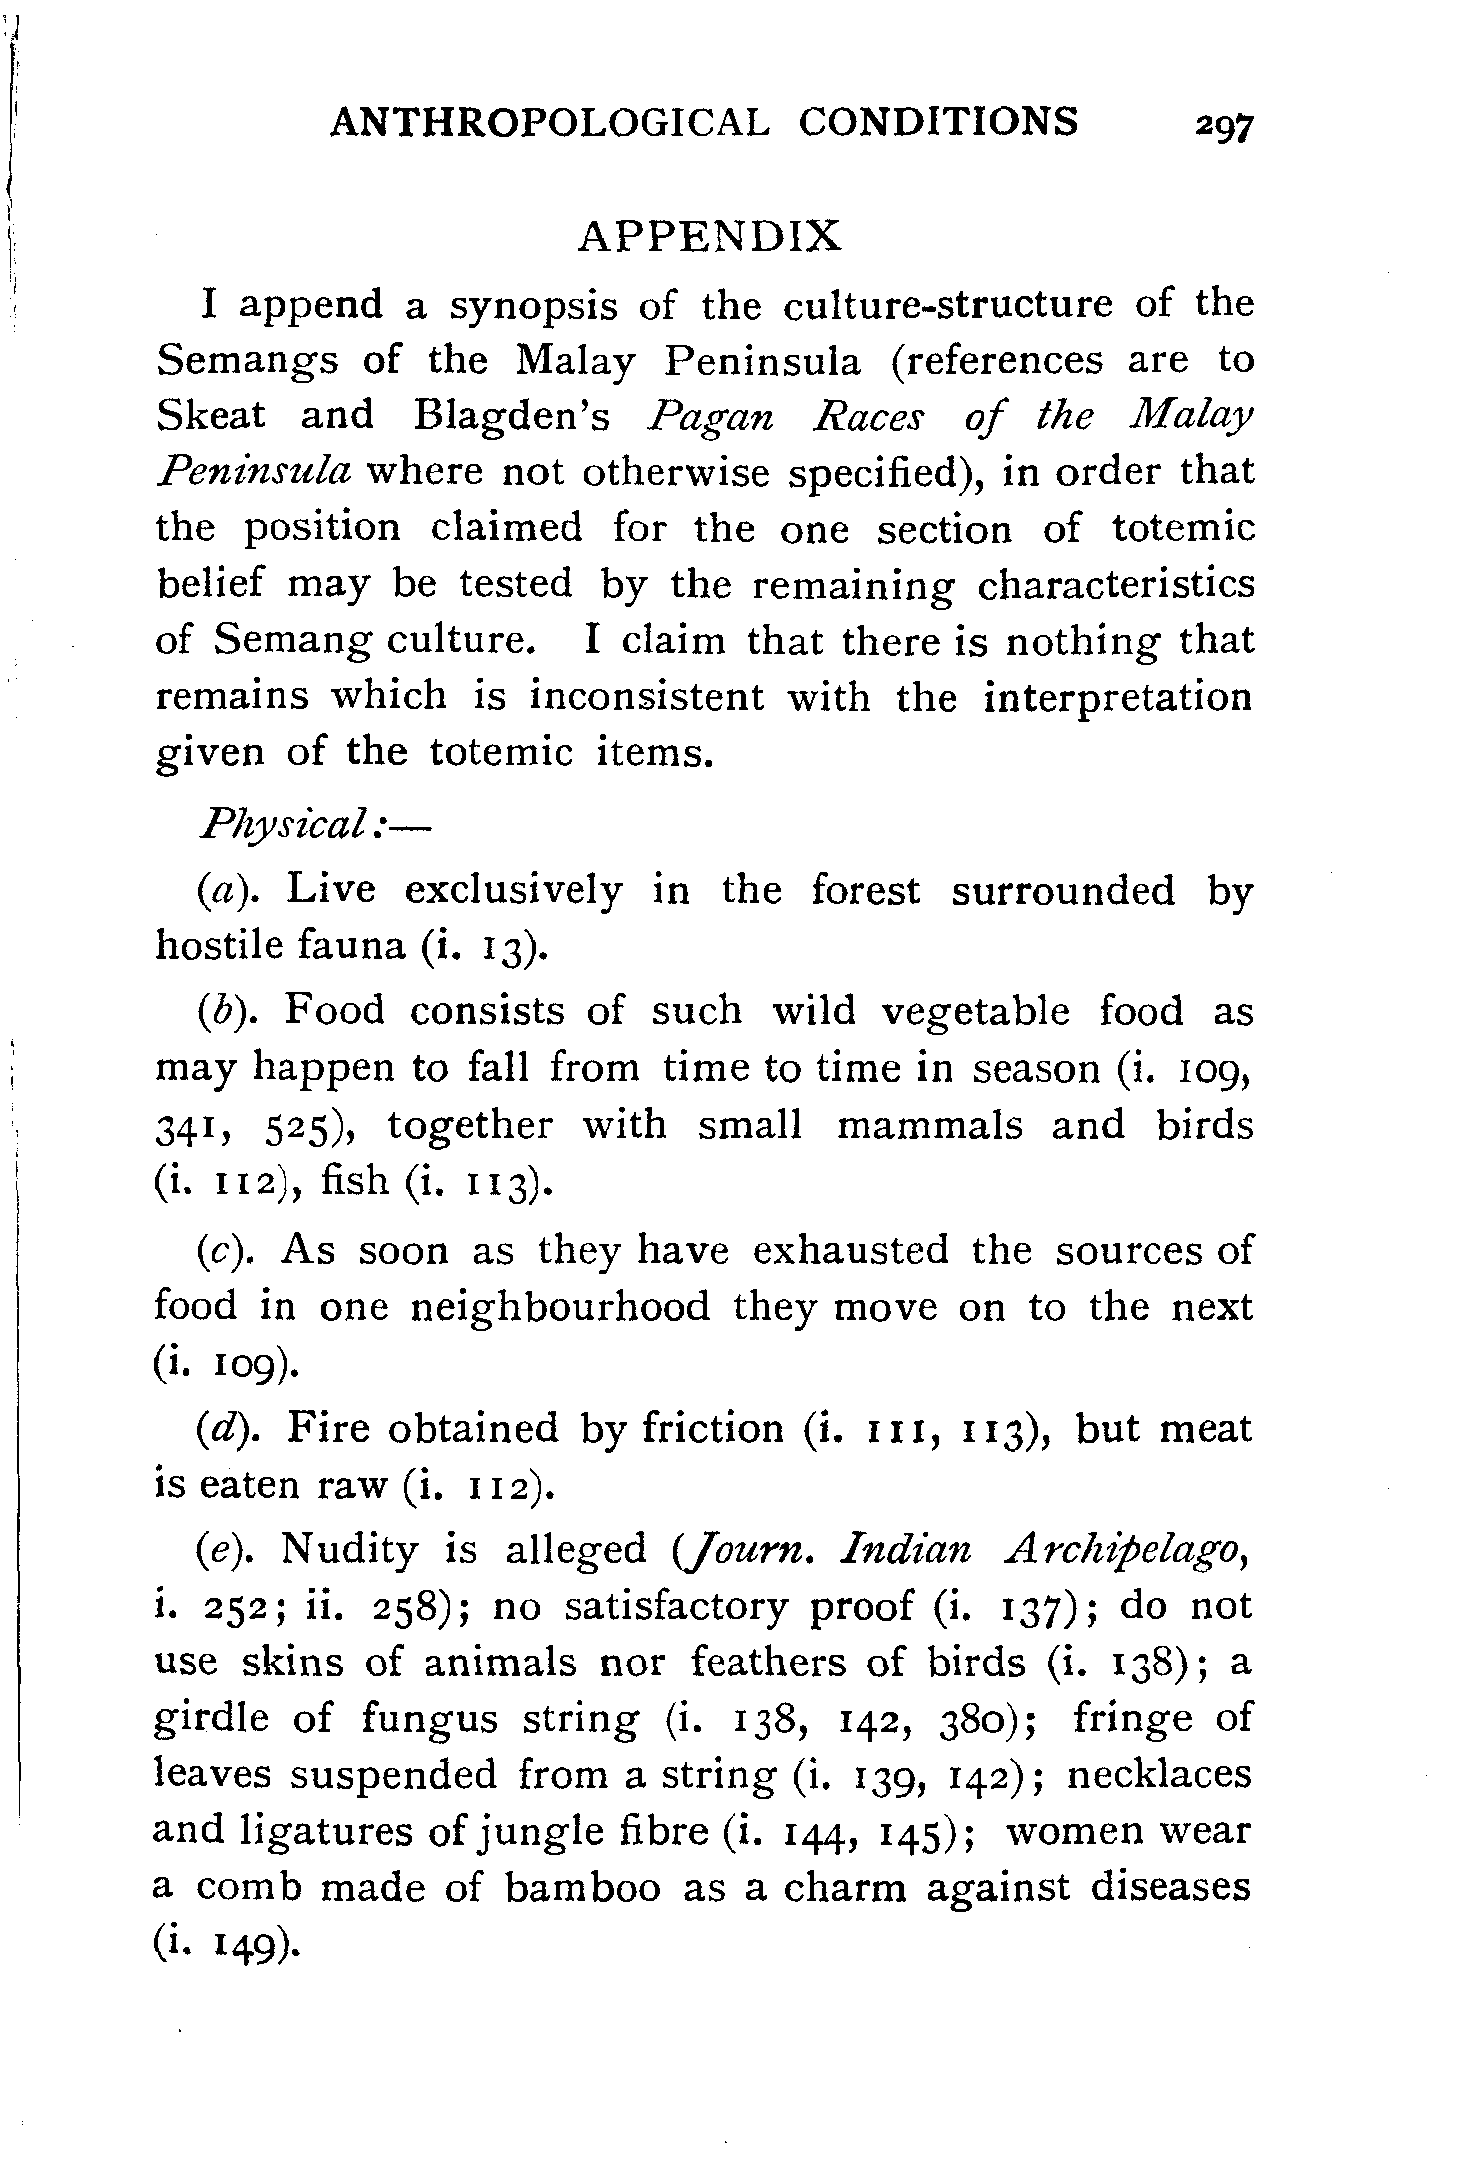 ANTHROPOLOGICAL CONDITIONS 297
APPENDIX
I append a synopsis of the culture-structure of the
Semangs of the Malay Peninsula (references are to
Skeat and Blagden's Pagan Races of the Malay
Peninsula where not otherwise specified), in order that
the position claimed for the one section of totemic
belief may be tested by the remaining characteristics
of Semang culture. I claim that there is nothing that
remains which is inconsistent with the interpretation
given of the totemic items.
Physical:—
(a). Live exclusively in the forest surrounded by
hostile fauna (i. 13).
(b). Food consists of such wild vegetable food as
may happen to fall from time to time in season (i. 109,
341, 525), together with small mammals and birds
(i. 112), fish (i. 113).
(c). As soon as they have exhausted the sources of
food in one neighbourhood they move on to the next
(i. 109).
(d). Fire obtained by friction (i. 111, 113), but meat
is eaten raw (i. 112).
(e). Nudity is alleged (Journ. Indian Archipelago,
i. 252; ii. 258); no satisfactory proof (i. 137); do not
use skins of animals nor feathers of birds (i. 138); a
girdle of fungus string (i. 138, 142, 380); fringe of
leaves suspended from a string (i. 139, 142); necklaces
and ligatures of jungle fibre (i. 144, 145); women wear
a comb made of bamboo as a charm against diseases
(i. 149).